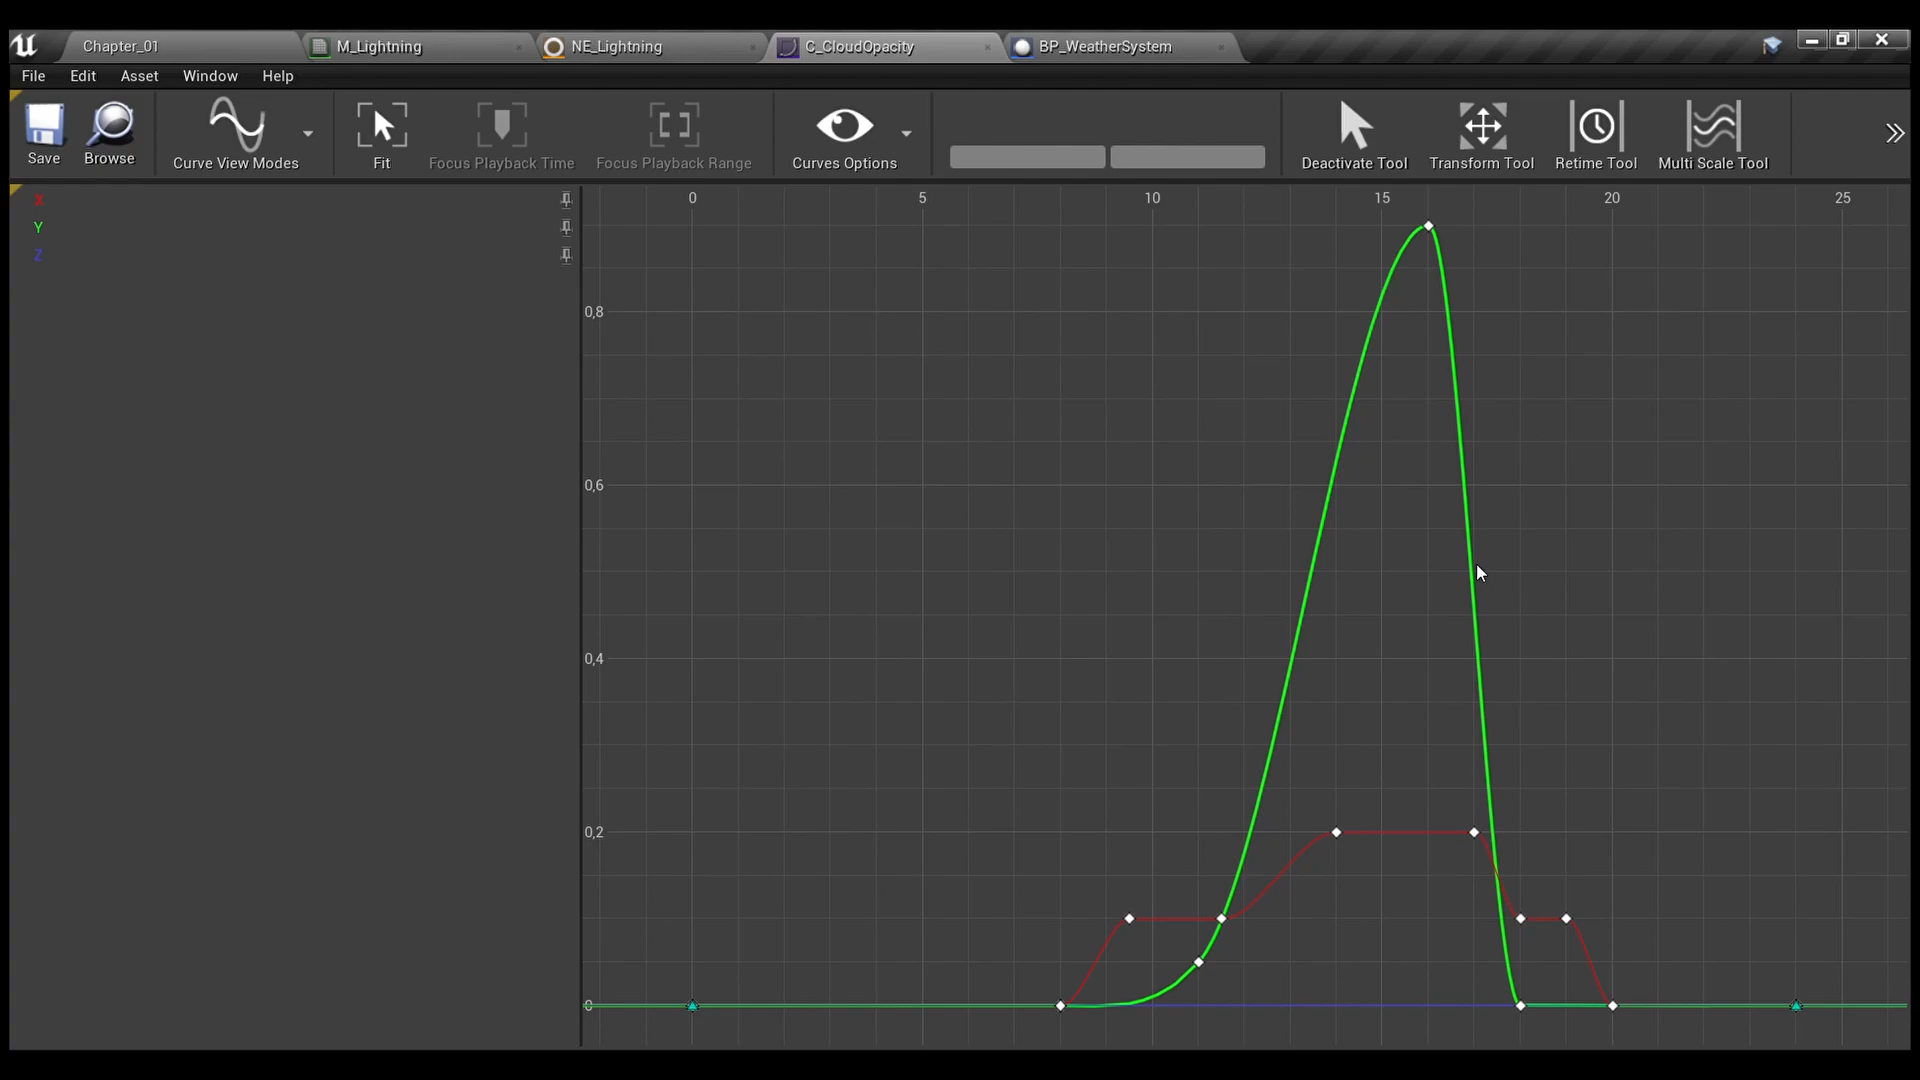 Chapter_01
M_Lightning
NE_Lightning
C_CloudOpacity
BP_WeatherSystem
File Edit Asset Window Help
Save Browse Curve View Modes Fit Focus Playback Time Focus Playback Range Curves Options Deactivate Tool Transform Tool Retime Tool Multi Scale Tool
X
Y
Z
0 5 10 15 20 25
0,8
0,6
0,4
0,2
0